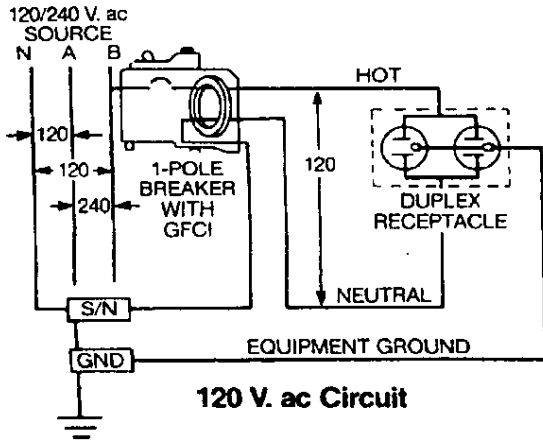 120/240 V. ac
SOURCE
N A B
HOT
120
120
240
1-POLE
BREAKER
WITH
GFCI
120
DUPLEX
RECEPTACLE
S/N
NEUTRAL
GND
EQUIPMENT GROUND
120 V. ac Circuit